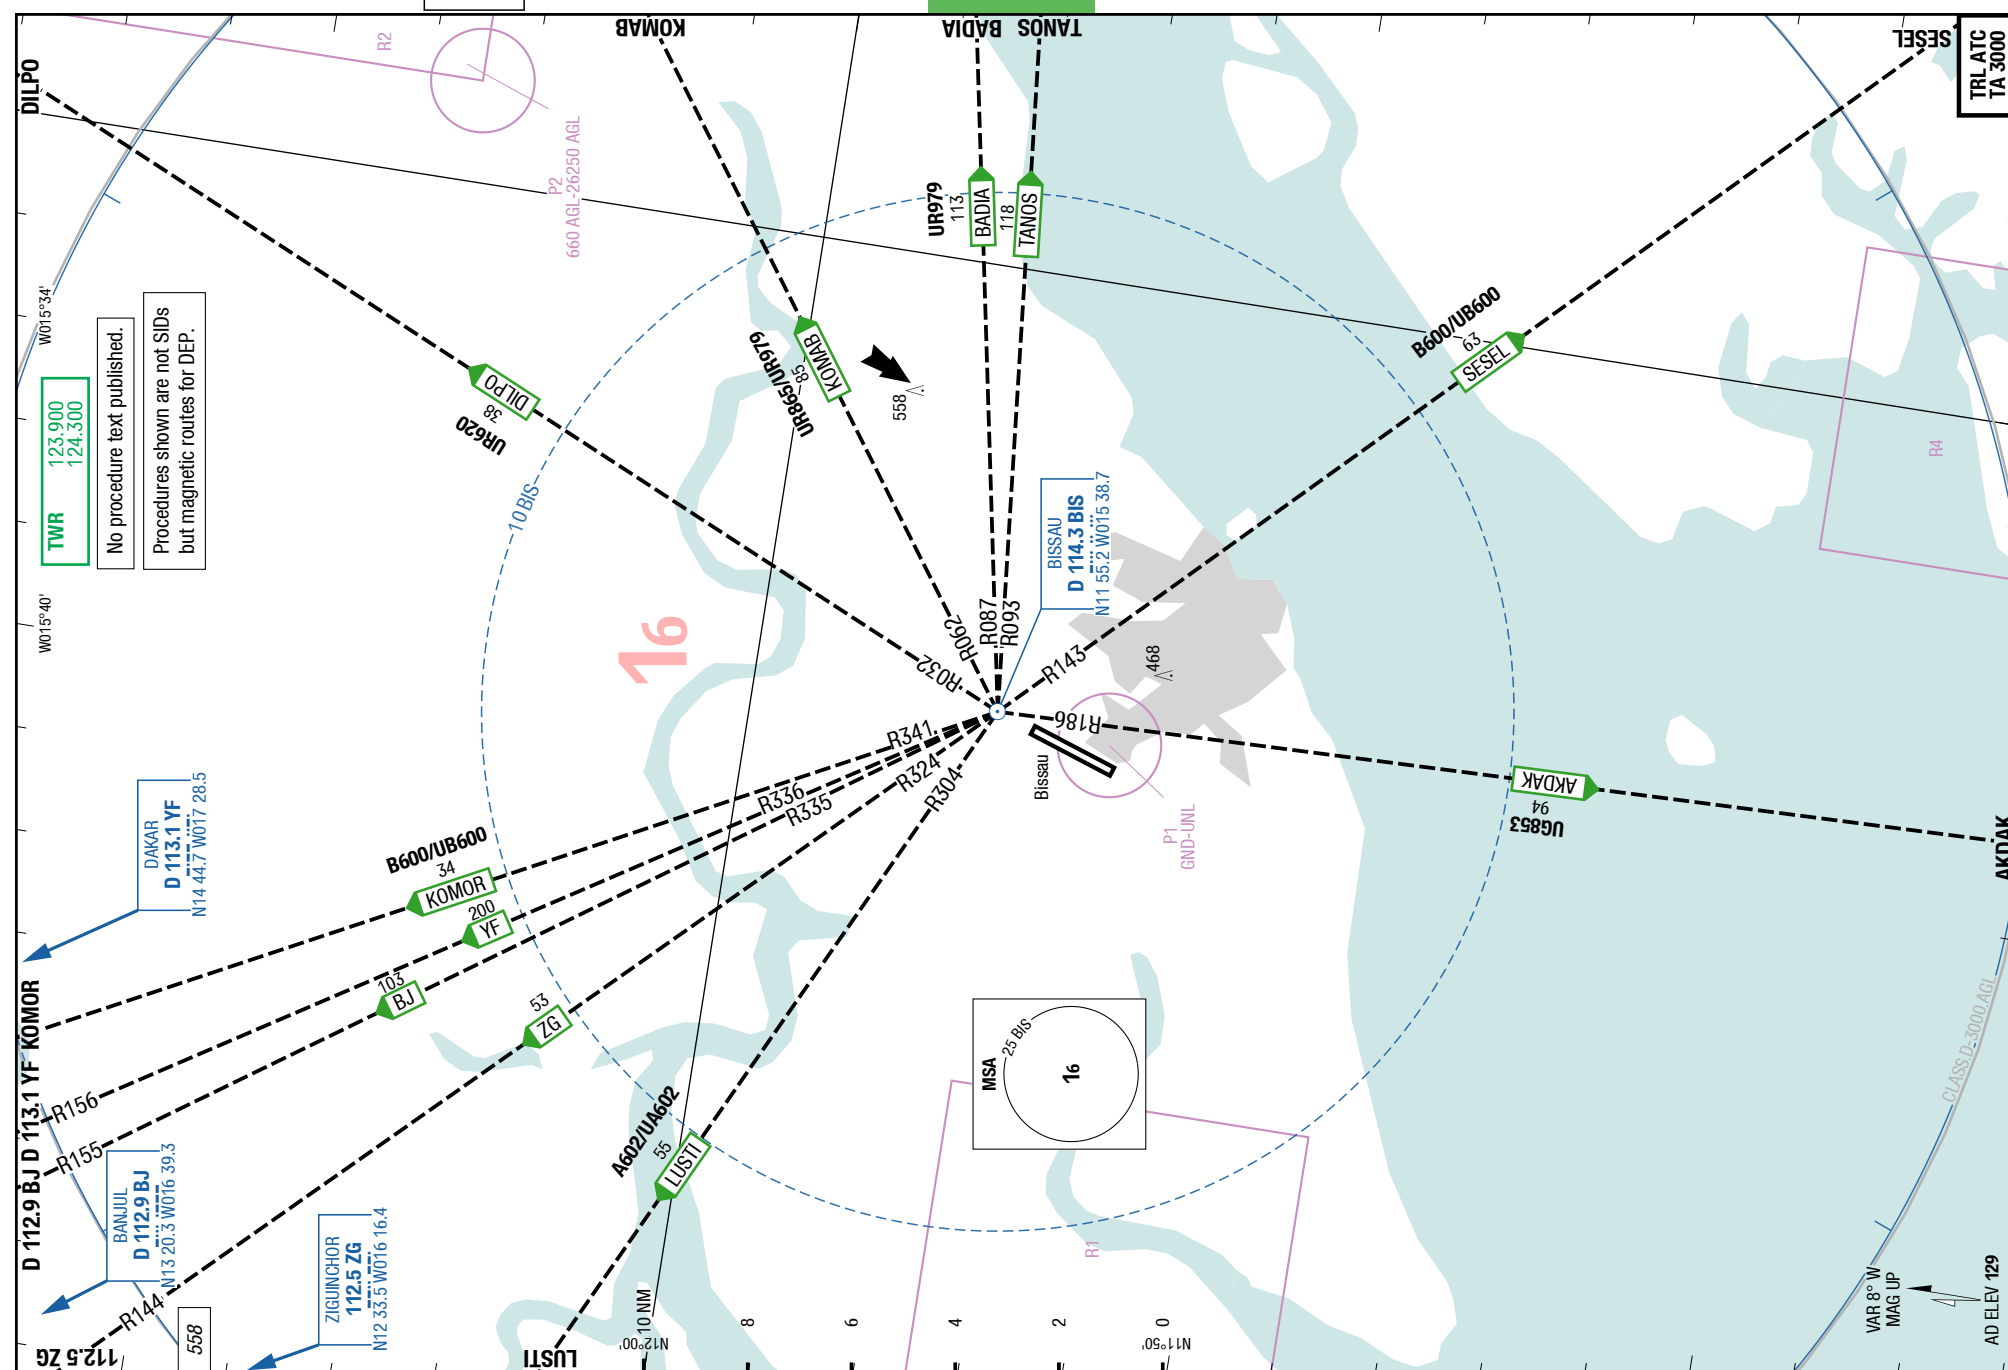 DILPO
KOMAB
BADIA
TANOS
SESEL
TRL ATC
TA 3000
R2
P2
660 AGL-26250 AGL
W015°34'
TWR 123.900
124.300
No procedure text published.
Procedures shown are not SIDs
but magnetic routes for DEP.
W015°40'
10 BIS
16
UR620
38
DILPO
UR865/UR979
85
KOMAB
558
UR979
113
BADIA
118
TANOS
B600/UB600
63
SESEL
R4
BISSAU
D 114.3 BIS
N11 55.2 W015 38.7
R032
R062
R087
R093
R143
R186
468
Bissau
P1
GND-UNL
AKDAK
94
UG853
AKDAK
R341
R336
R335
R324
R304
B600/UB600
34
KOMOR
200
YF
103
BJ
53
ZG
A602/UA602
55
LUSTI
DAKAR
D 113.1 YF
N14 44.7 W017 28.5
D 112.9 BJ D 113.1 YF KOMOR
R156
R155
R144
BANJUL
D 112.9 BJ
N13 20.3 W016 39.3
ZIGUINCHOR
112.5 ZG
N12 33.5 W016 16.4
112.5 ZG
558
LUSTI
MSA
25 BIS
16
R1
N12°00'
10 NM
8
6
4
2
0
N11°50'
CLASS D-3000 AGL
VAR 8° W
MAG UP
AD ELEV 129